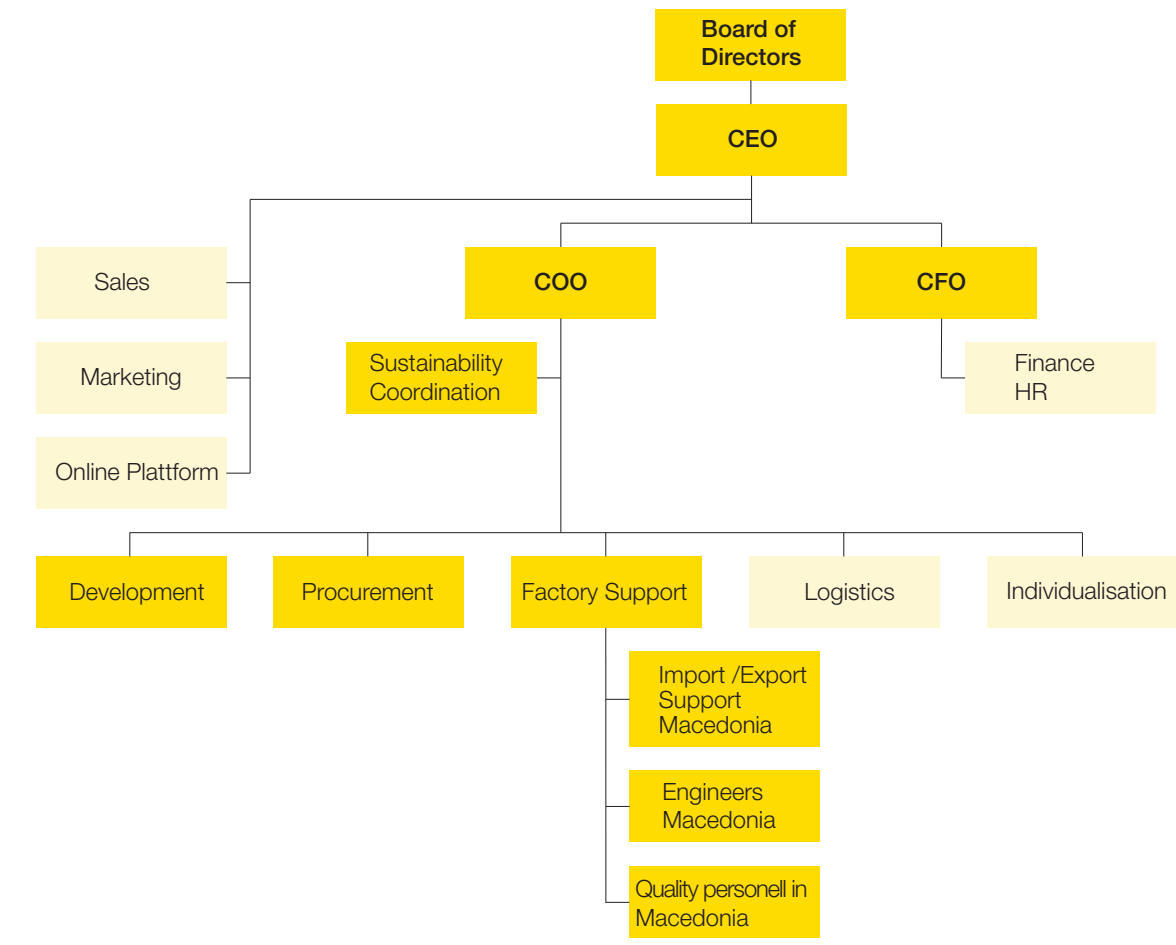 Board of
Directors
CEO
Sales
COO
CFO
Marketing
Sustainability
Coordination
Finance
HR
Online Plattform
Development
Procurement
Factory Support
Logistics
Individualisation
Import /Export
Support
Macedonia
Engineers
Macedonia
Quality personell in
Macedonia